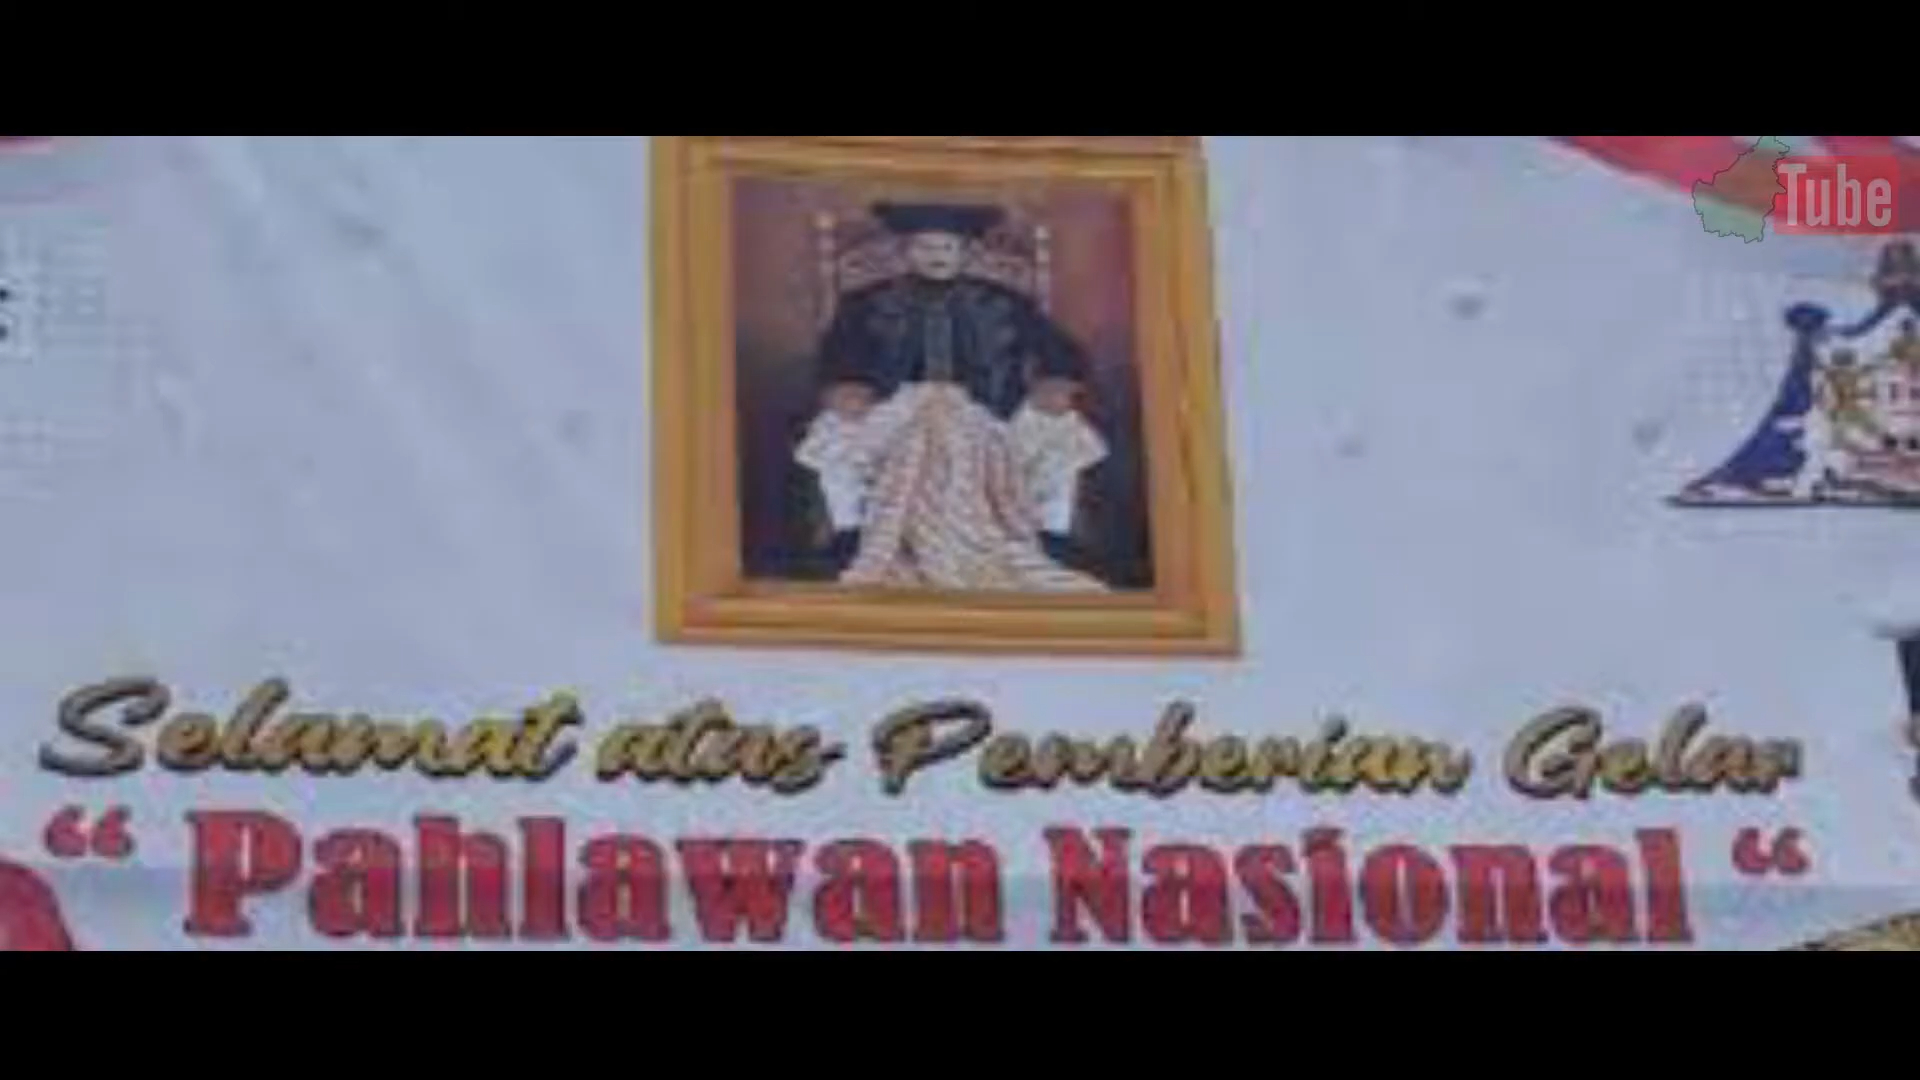 Tube
Selamat atas Pemberian Gelar
“ Pahlawan Nasional “